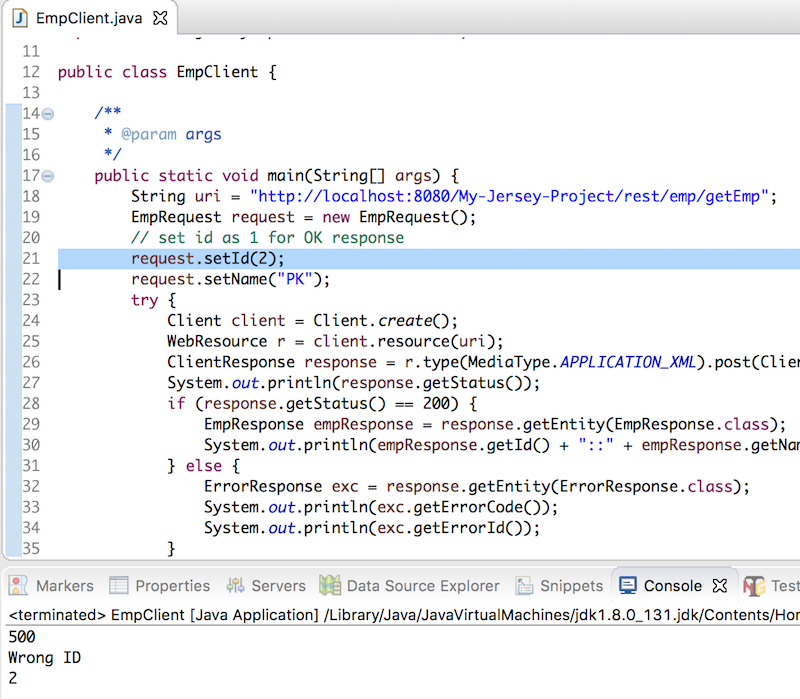 EmpClient.java
11
12 public class EmpClient {
13
14 /**
15 * @param args
16 */
17 public static void main(String[] args) {
18 String uri = "http://localhost:8080/My-Jersey-Project/rest/emp/getEmp";
19 EmpRequest request = new EmpRequest();
20 // set id as 1 for OK response
21 request.setId(2);
22 request.setName("PK");
23 try {
24 Client client = Client.create();
25 WebResource r = client.resource(uri);
26 ClientResponse response = r.type(MediaType.APPLICATION_XML).post(Clien
27 System.out.println(response.getStatus());
28 if (response.getStatus() == 200) {
29 EmpResponse empResponse = response.getEntity(EmpResponse.class);
30 System.out.println(empResponse.getId() + "::" + empResponse.getNam
31 } else {
32 ErrorResponse exc = response.getEntity(ErrorResponse.class);
33 System.out.println(exc.getErrorCode());
34 System.out.println(exc.getErrorId());
35 }
Markers Properties Servers Data Source Explorer Snippets Console Test
<terminated> EmpClient [Java Application] /Library/Java/JavaVirtualMachines/jdk1.8.0_131.jdk/Contents/Hor
500
Wrong ID
2